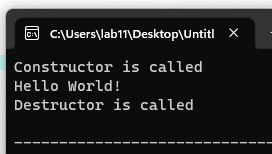 C:\Users\lab11\Desktop\Untitl
Constructor is called
Hello World!
Destructor is called
--------------------------------